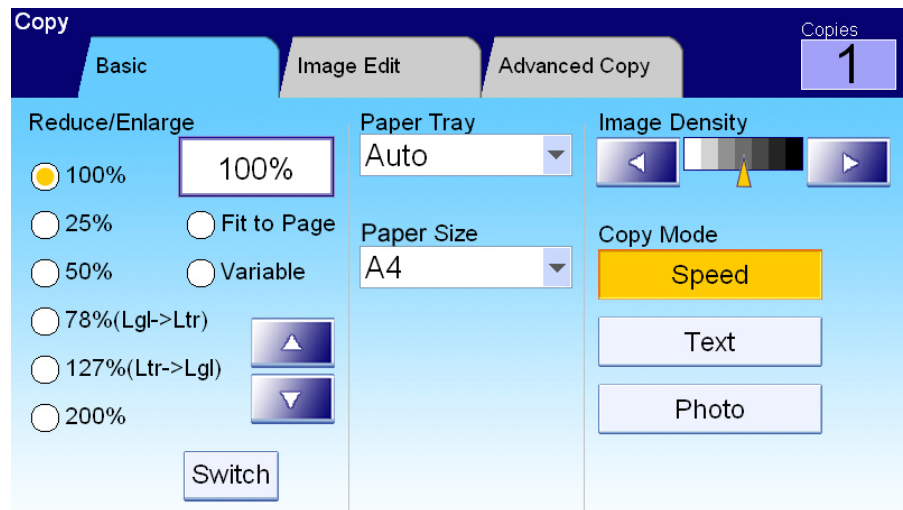 Copy
Copies
1
Basic
Image Edit
Advanced Copy
Reduce/Enlarge
100%
100%
25%
Fit to Page
50%
Variable
78%(Lgl->Ltr)
127%(Ltr->Lgl)
200%
Switch
Paper Tray
Auto
Paper Size
A4
Image Density
Copy Mode
Speed
Text
Photo